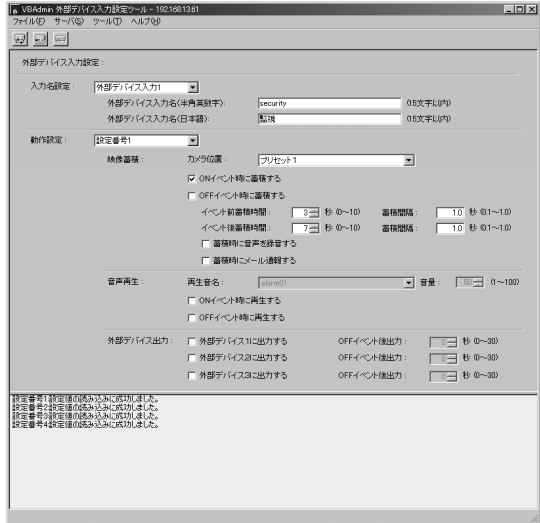 VBAdmin 外部デバイス入力設定ツール - 192.168.13.61
ファイル(F) サーバ(S) ツール(T) ヘルプ(H)
外部デバイス入力設定：
入力名設定： 外部デバイス入力1
外部デバイス入力名(半角英数字)： security (15文字以内)
外部デバイス入力名(日本語)： 監視 (15文字以内)
動作設定： 設定番号1
映像蓄積： カメラ位置： プリセット1
ONイベント時に蓄積する
OFFイベント時に蓄積する
イベント前蓄積時間： 3 秒 (0～10) 蓄積間隔： 1.0 秒 (0.1～1.0)
イベント後蓄積時間： 7 秒 (0～10) 蓄積間隔： 1.0 秒 (0.1～1.0)
蓄積時に音声を録音する
蓄積時にメール通報する
音声再生： 再生音名： alarm01 音量： 50 (1～100)
ONイベント時に再生する
OFFイベント時に再生する
外部デバイス出力： 外部デバイス1に出力する OFFイベント後出力： 0 秒 (0～30)
外部デバイス2に出力する OFFイベント後出力： 0 秒 (0～30)
外部デバイス3に出力する OFFイベント後出力： 0 秒 (0～30)
設定番号1設定値の読み込みに成功しました。
設定番号2設定値の読み込みに成功しました。
設定番号3設定値の読み込みに成功しました。
設定番号4設定値の読み込みに成功しました。